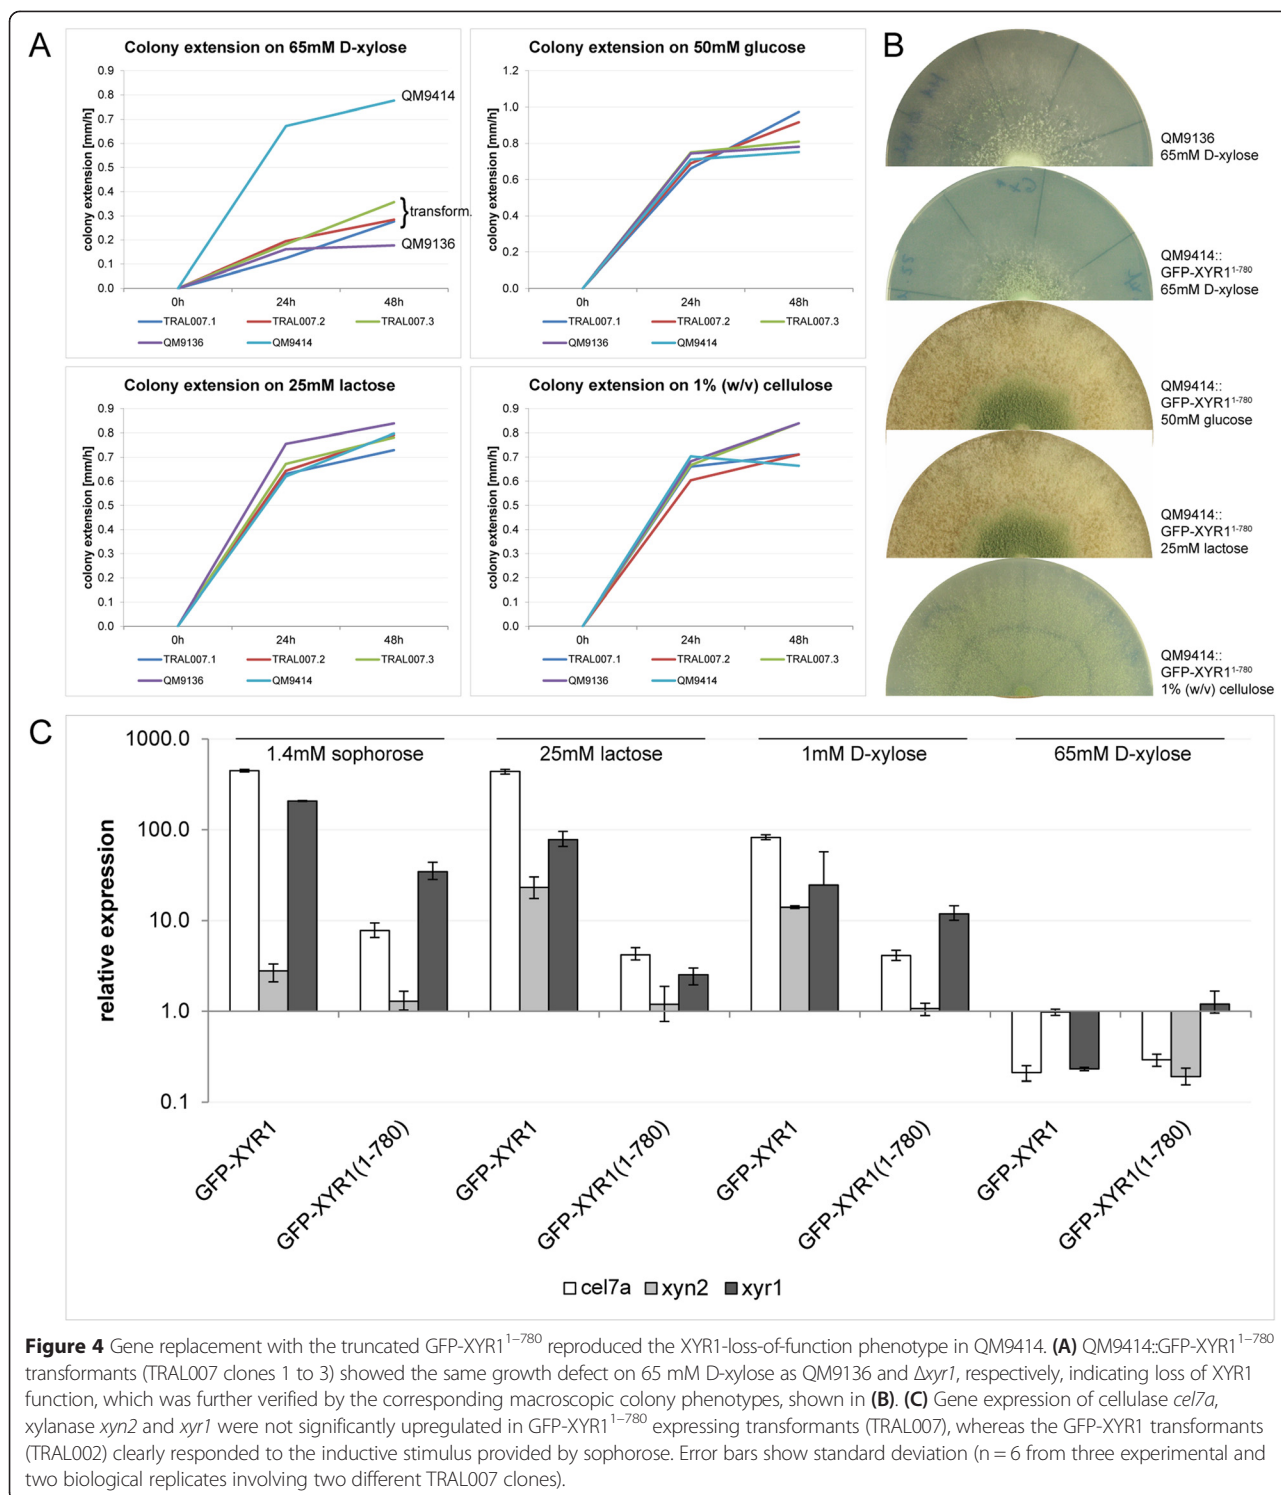 A
Colony extension on 65mM D-xylose
colony extension [mm/h]
0.9
0.8
0.7
0.6
0.5
0.4
0.3
0.2
0.1
0.0
QM9414
transform.
QM9136
0h 24h 48h
TRAL007.1 TRAL007.2 TRAL007.3
QM9136 QM9414
Colony extension on 50mM glucose
colony extension [mm/h]
1.2
1.0
0.8
0.6
0.4
0.2
0.0
0h 24h 48h
TRAL007.1 TRAL007.2 TRAL007.3
QM9136 QM9414
Colony extension on 25mM lactose
colony extension [mm/h]
0.9
0.8
0.7
0.6
0.5
0.4
0.3
0.2
0.1
0.0
0h 24h 48h
TRAL007.1 TRAL007.2 TRAL007.3
QM9136 QM9414
Colony extension on 1% (w/v) cellulose
colony extension [mm/h]
0.9
0.8
0.7
0.6
0.5
0.4
0.3
0.2
0.1
0.0
0h 24h 48h
TRAL007.1 TRAL007.2 TRAL007.3
QM9136 QM9414
B
QM9136
65mM D-xylose
QM9414::
GFP-XYR1¹⁻⁷⁸⁰
65mM D-xylose
QM9414::
GFP-XYR1¹⁻⁷⁸⁰
50mM glucose
QM9414::
GFP-XYR1¹⁻⁷⁸⁰
25mM lactose
QM9414::
GFP-XYR1¹⁻⁷⁸⁰
1% (w/v) cellulose
C
relative expression
1000.0
100.0
10.0
1.0
0.1
1.4mM sophorose 25mM lactose 1mM D-xylose 65mM D-xylose
GFP-XYR1 GFP-XYR1(1-780) GFP-XYR1 GFP-XYR1(1-780) GFP-XYR1 GFP-XYR1(1-780) GFP-XYR1 GFP-XYR1(1-780)
cel7a xyn2 xyr1
Figure 4 Gene replacement with the truncated GFP-XYR1¹⁻⁷⁸⁰ reproduced the XYR1-loss-of-function phenotype in QM9414. (A) QM9414::GFP-XYR1¹⁻⁷⁸⁰
transformants (TRAL007 clones 1 to 3) showed the same growth defect on 65 mM D-xylose as QM9136 and Δxyr1, respectively, indicating loss of XYR1
function, which was further verified by the corresponding macroscopic colony phenotypes, shown in (B). (C) Gene expression of cellulase cel7a,
xylanase xyn2 and xyr1 were not significantly upregulated in GFP-XYR1¹⁻⁷⁸⁰ expressing transformants (TRAL007), whereas the GFP-XYR1 transformants
(TRAL002) clearly responded to the inductive stimulus provided by sophorose. Error bars show standard deviation (n = 6 from three experimental and
two biological replicates involving two different TRAL007 clones).